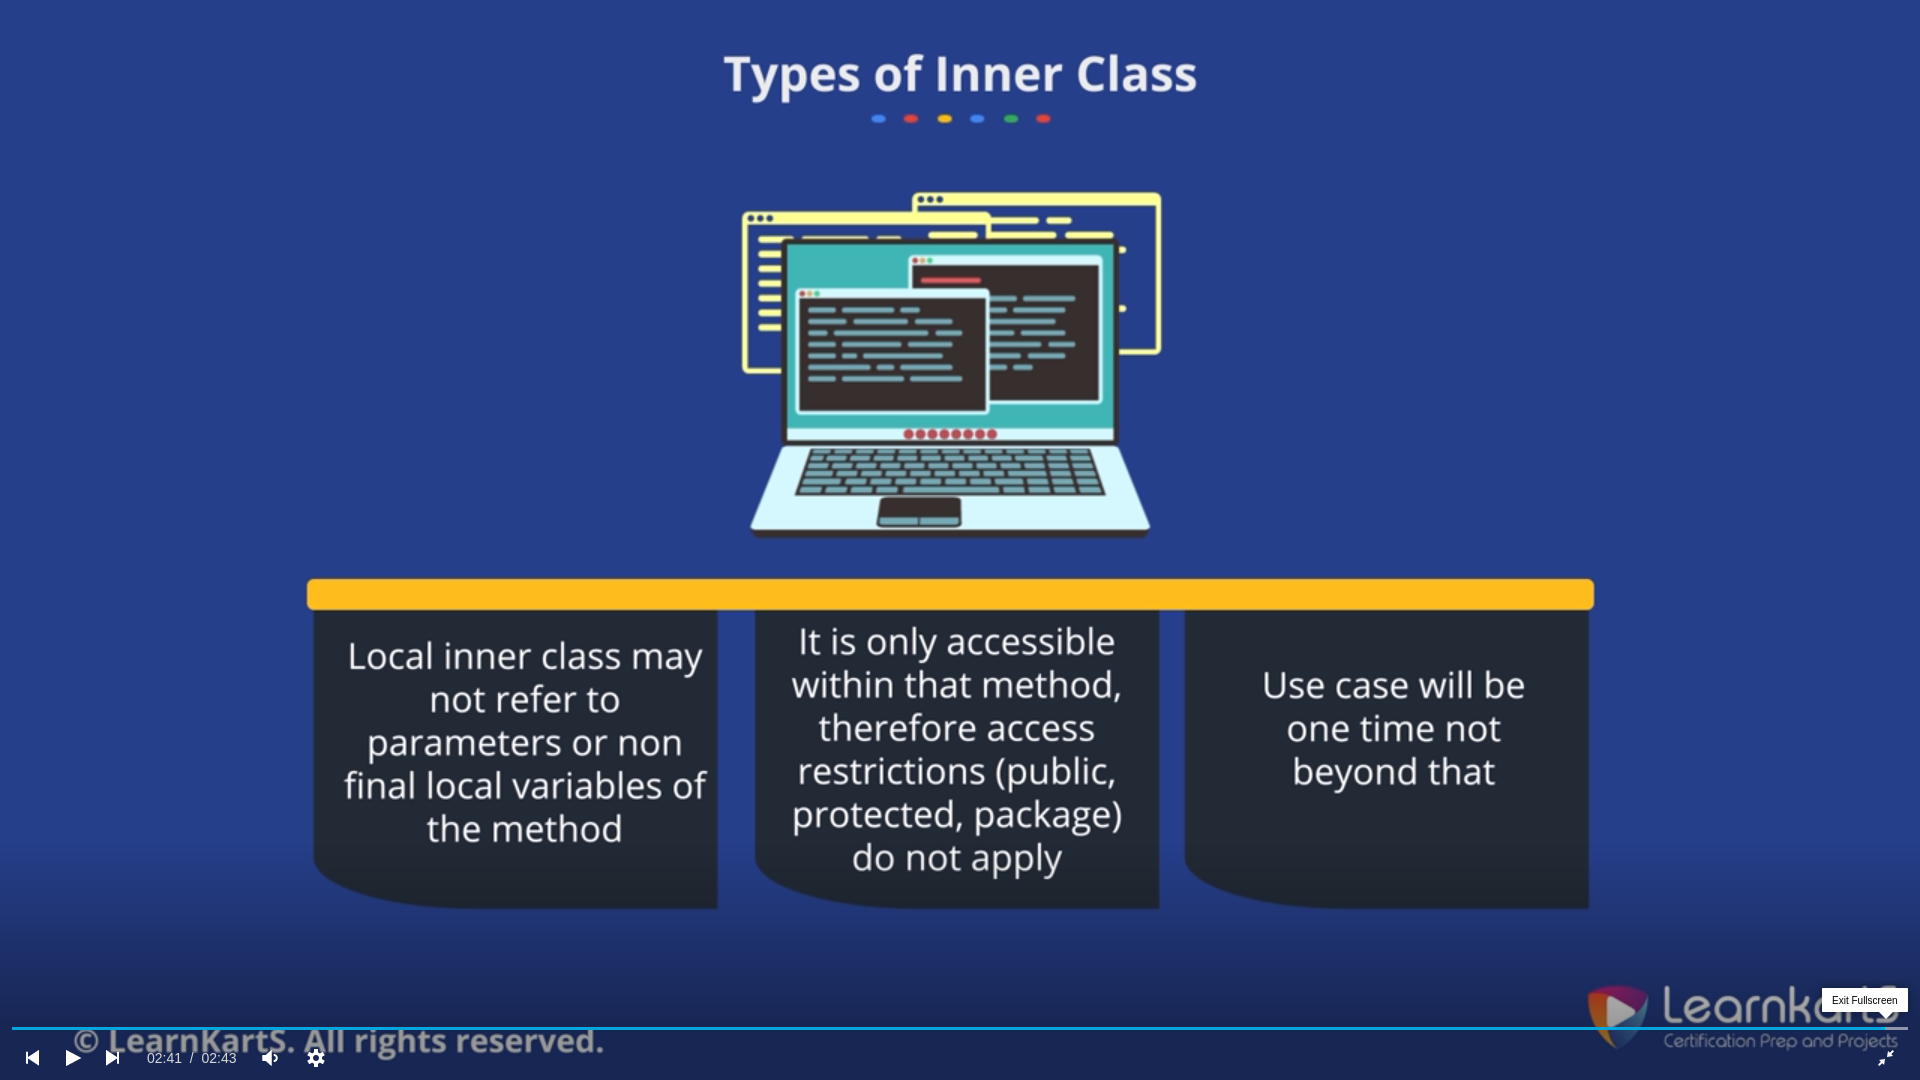 Types of Inner Class
Local inner class may
not refer to
parameters or non
final local variables of
the method
It is only accessible
within that method,
therefore access
restrictions (public,
protected, package)
do not apply
Use case will be
one time not
beyond that
Exit Fullscreen
Certification Prep and Projects
© LearnKartS. All rights reserved.
02:41 / 02:43